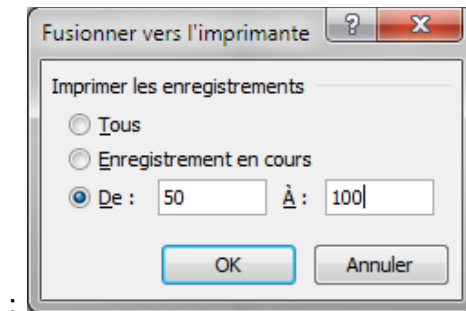 Fusionner vers l'imprimante
Imprimer les enregistrements
Tous
Enregistrement en cours
De : 50 À : 100
OK Annuler
: